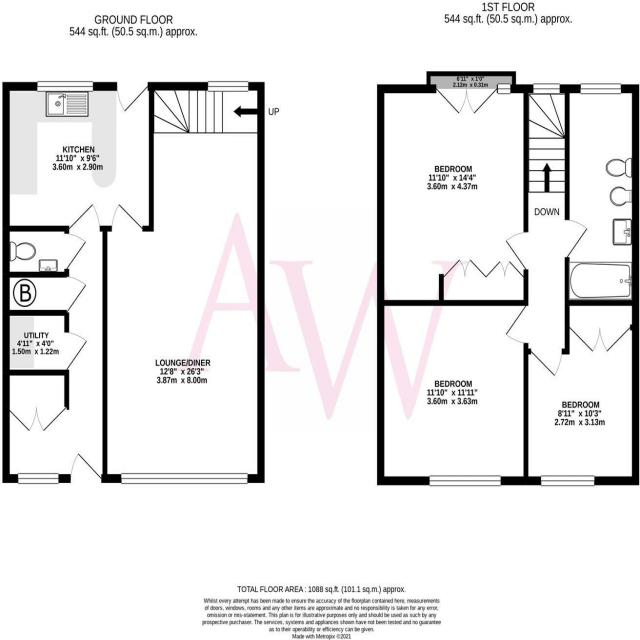 GROUND FLOOR
544 sq.ft. (50.5 sq.m.) approx.
1ST FLOOR
544 sq.ft. (50.5 sq.m.) approx.
6'11" x 1'0"
2.12m x 0.31m
UP
KITCHEN
11'10" x 9'6"
3.60m x 2.90m
BEDROOM
11'10" x 14'4"
3.60m x 4.37m
DOWN
B
UTILITY
4'11" x 4'0"
1.50m x 1.22m
LOUNGE/DINER
12'8" x 26'3"
3.87m x 8.00m
BEDROOM
11'10" x 11'11"
3.60m x 3.63m
BEDROOM
8'11" x 10'3"
2.72m x 3.13m
AW
TOTAL FLOOR AREA : 1088 sq.ft. (101.1 sq.m.) approx.
Whilst every attempt has been made to ensure the accuracy of the floorplan contained here, measurements
of doors, windows, rooms and any other items are approximate and no responsibility is taken for any error,
omission or mis-statement. This plan is for illustrative purposes only and should be used as such by any
prospective purchaser. The services, systems and appliances shown have not been tested and no guarantee
as to their operability or efficiency can be given.
Made with Metropix ©2021